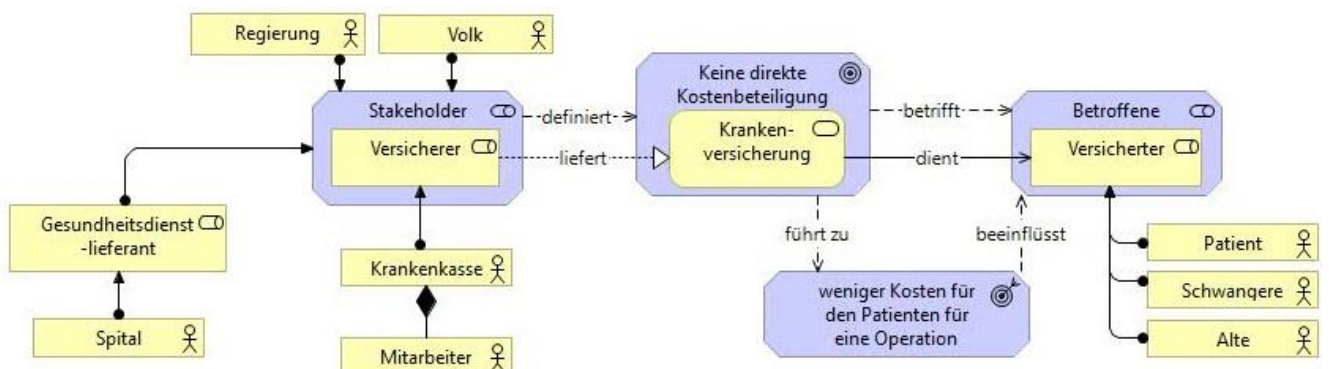 Regierung
Volk
Stakeholder
Versicherer
definiert
liefert
Keine direkte
Kostenbeteiligung
Kranken-
versicherung
betrifft
dient
Betroffene
Versicherter
Gesundheitsdienst
-lieferant
Spital
Krankenkasse
Mitarbeiter
führt zu
beeinflüsst
weniger Kosten für
den Patienten für
eine Operation
Patient
Schwangere
Alte